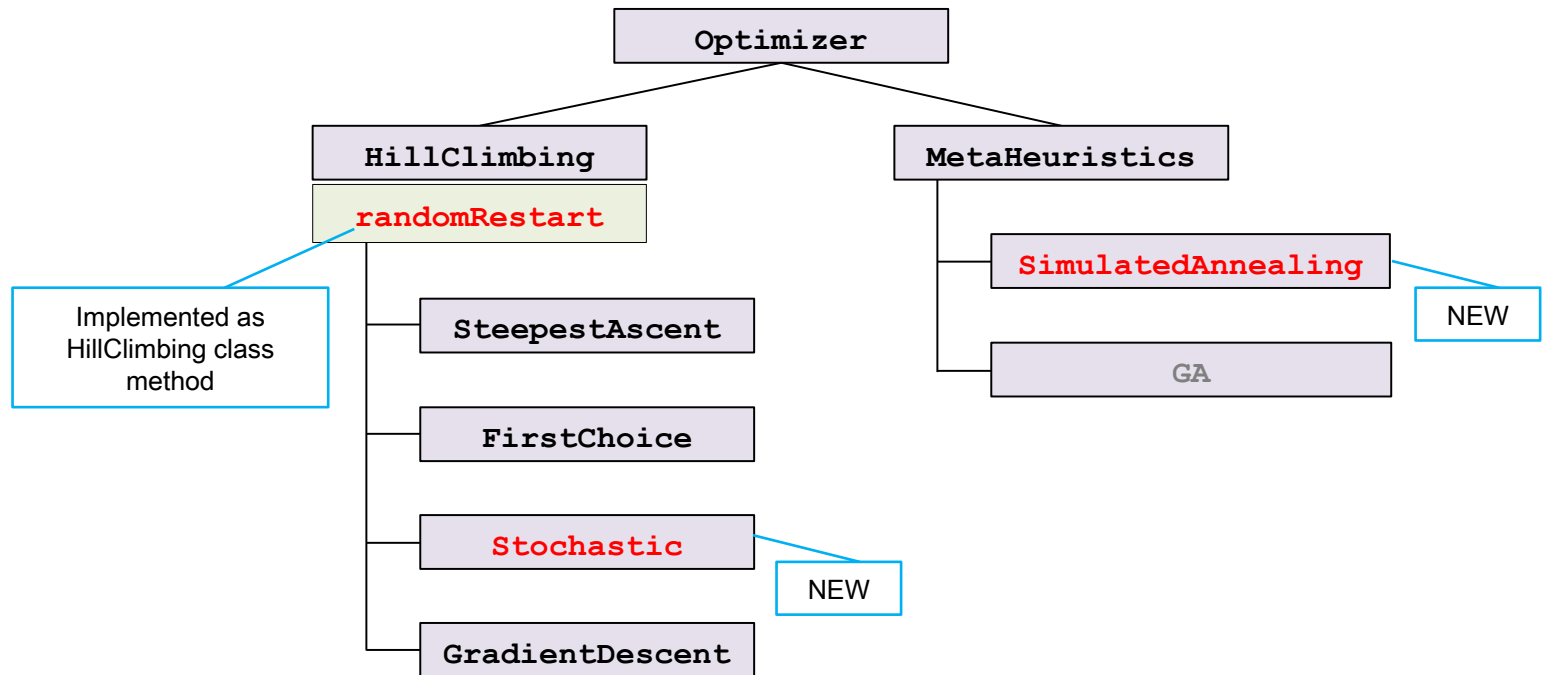 Optimizer
HillClimbing
MetaHeuristics
randomRestart
SimulatedAnnealing
NEW
Implemented as
HillClimbing class
method
SteepestAscent
GA
FirstChoice
Stochastic
NEW
GradientDescent